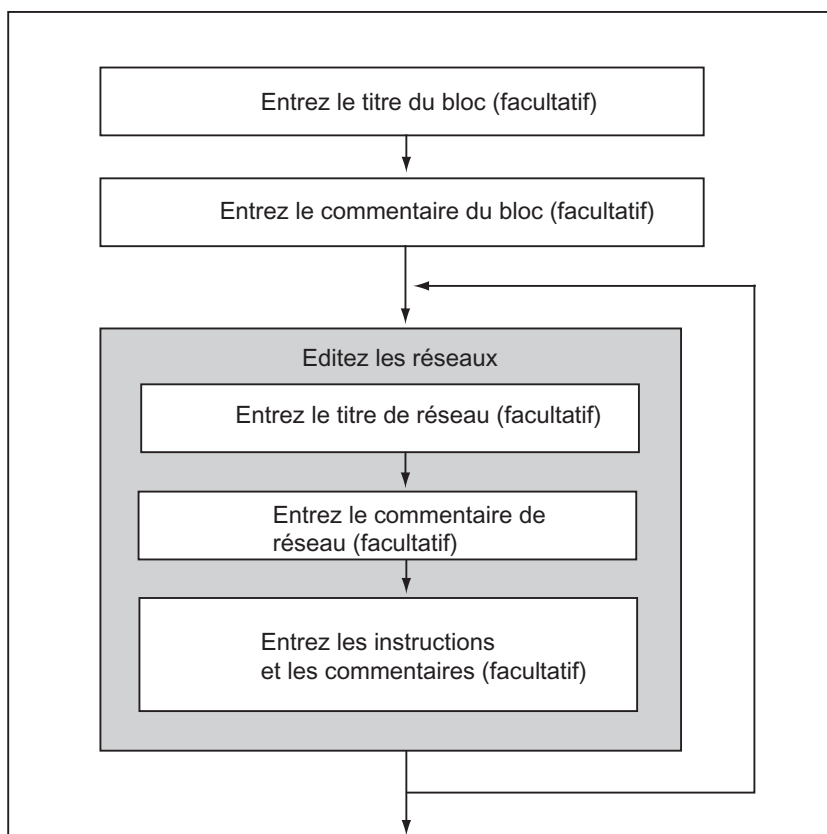 Entrez le titre du bloc (facultatif)
Entrez le commentaire du bloc (facultatif)
Editez les réseaux
Entrez le titre de réseau (facultatif)
Entrez le commentaire de
réseau (facultatif)
Entrez les instructions
et les commentaires (facultatif)